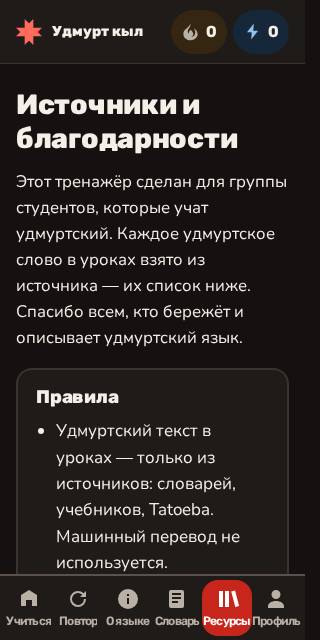 Удмурт кыл
0
0
Источники и
благодарности
Этот тренажёр сделан для группы
студентов, которые учат
удмуртский. Каждое удмуртское
слово в уроках взято из
источника — их список ниже.
Спасибо всем, кто бережёт и
описывает удмуртский язык.
Правила
• Удмуртский текст в
уроках — только из
источников: словарей,
учебников, Tatoeba.
Машинный перевод не
используется.
Учиться
Повтор
О языке
Словарь
Ресурсы
Профиль